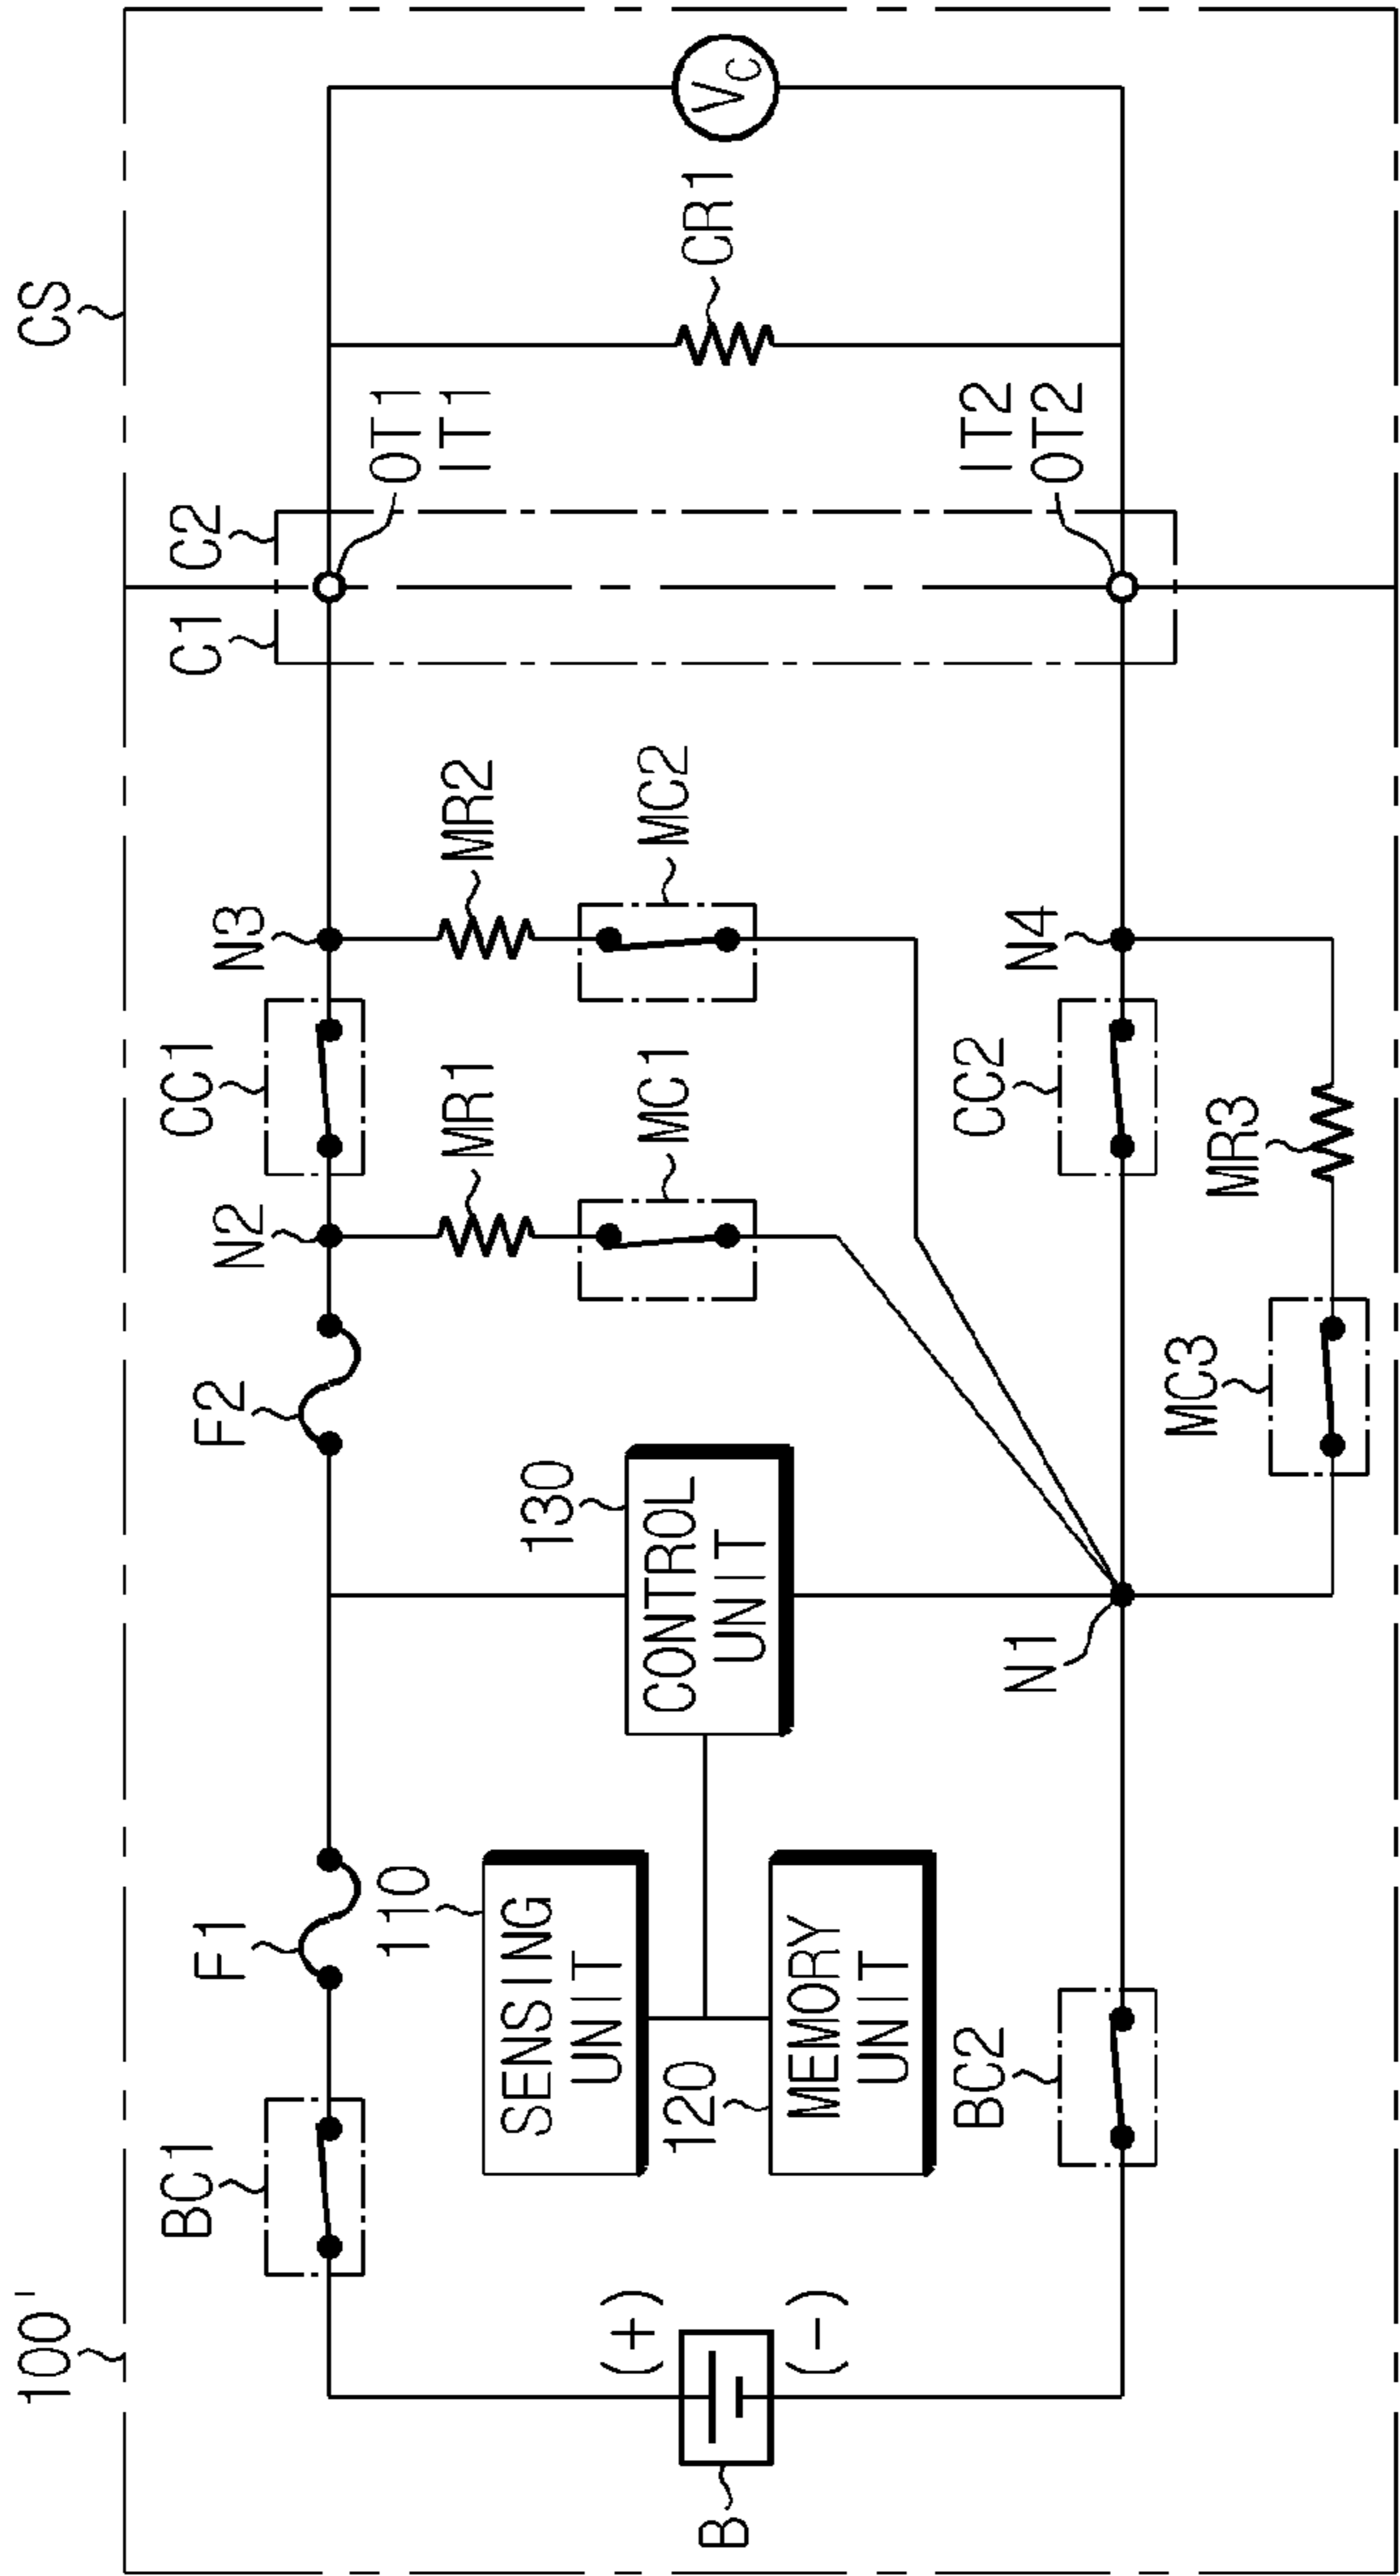 100'
CS
BC1
F1
F2
N2
CC1
N3
C1
C2
OT1
IT1
110
SENSING
UNIT
MR1
MR2
130
CONTROL
UNIT
MC1
MC2
CR1
VC
(+)
B
(-)
120
MEMORY
UNIT
BC2
N1
CC2
N4
IT2
OT2
MC3
MR3